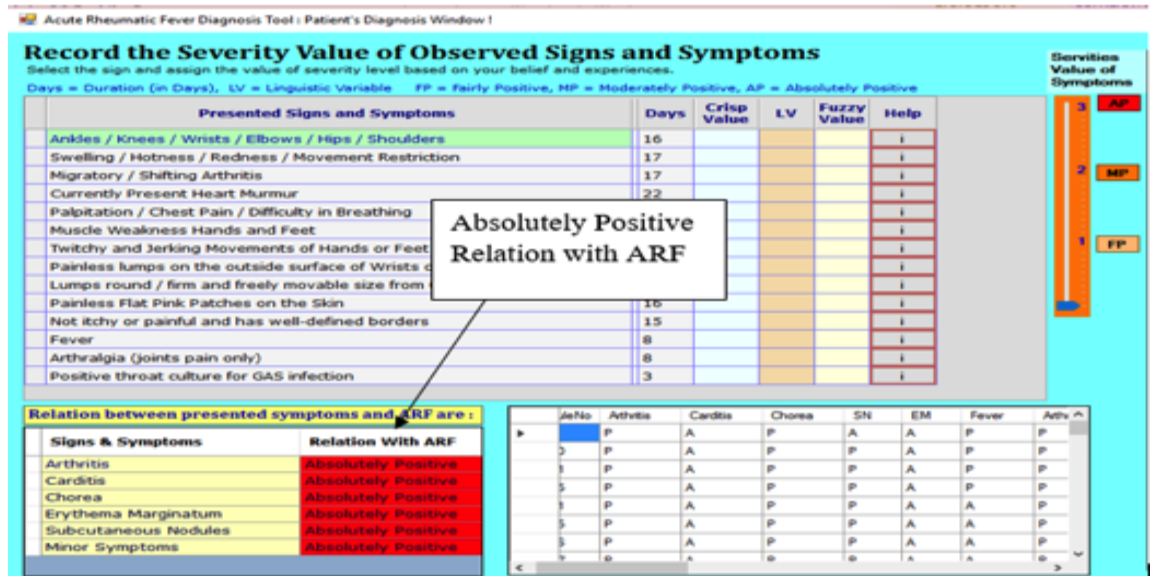 Acute Rheumatic Fever Diagnosis Tool : Patient's Diagnosis Window !
Record the Severity Value of Observed Signs and Symptoms
Select the sign and assign the value of severity level based on your belief and experiences.
Days = Duration (in Days), LV = Linguistic Variable FP = Fairly Positive, MP = Moderately Positive, AP = Absolutely Positive
Servities
Value of
Symptoms
Presented Signs and Symptoms Days Crisp Value LV Fuzzy Value Help
Ankles / Knees / Wrists / Elbows / Hips / Shoulders 16 i
Swelling / Hotness / Redness / Movement Restriction 17 i
Migratory / Shifting Arthritis 17 i
Currently Present Heart Murmur 22 i
Palpitation / Chest Pain / Difficulty in Breathing i
Muscle Weakness Hands and Feet i
Twitchy and Jerking Movements of Hands or Feet i
Painless lumps on the outside surface of Wrists i
Lumps round / firm and freely movable size from i
Painless Flat Pink Patches on the Skin 16 i
Not itchy or painful and has well-defined borders 15 i
Fever 8 i
Arthralgia (joints pain only) 8 i
Positive throat culture for GAS infection 3 i
3 AP
2 MP
1 FP
Absolutely Positive
Relation with ARF
Relation between presented symptoms and ARF are :
Signs & Symptoms Relation With ARF
Arthritis Absolutely Positive
Carditis Absolutely Positive
Chorea Absolutely Positive
Erythema Marginatum Absolutely Positive
Subcutaneous Nodules Absolutely Positive
Minor Symptoms Absolutely Positive
leNo Arthritis Carditis Chorea SN EM Fever Arth
P A P A A P P
P A P P A P P
P A P P A P P
P A P P A P P
P A P P A P P
P A P P A P P
P A P P A P P